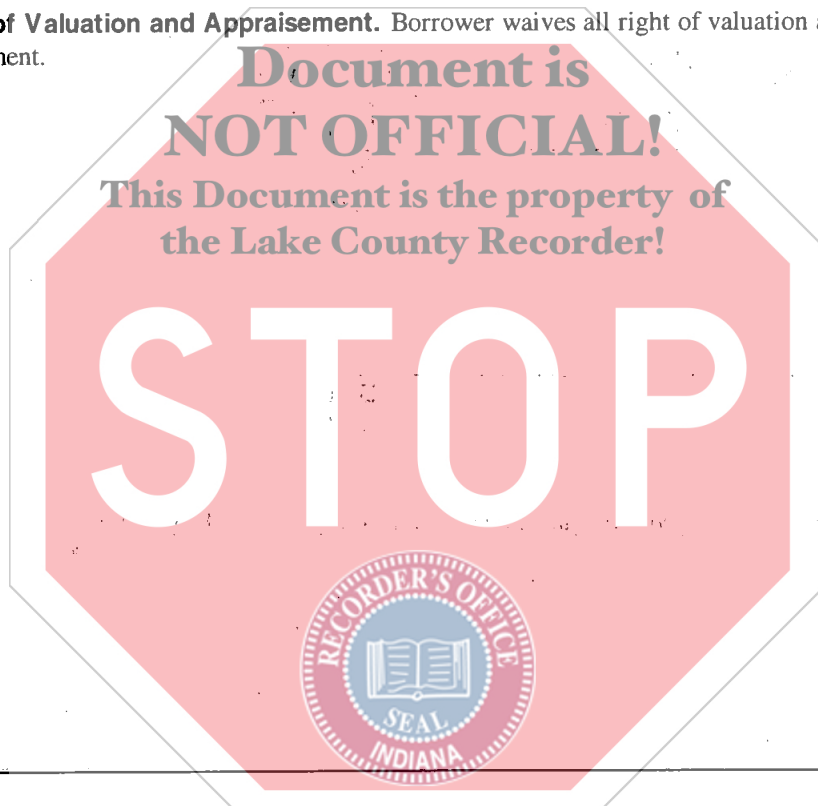 of Valuation and Appraisement. Borrower waives all right of valuation
Document is
NOT OFFICIAL!
This Document is the property of
the Lake County Recorder!
STOP
RECORDER'S OFFICE
SEAL
INDIANA